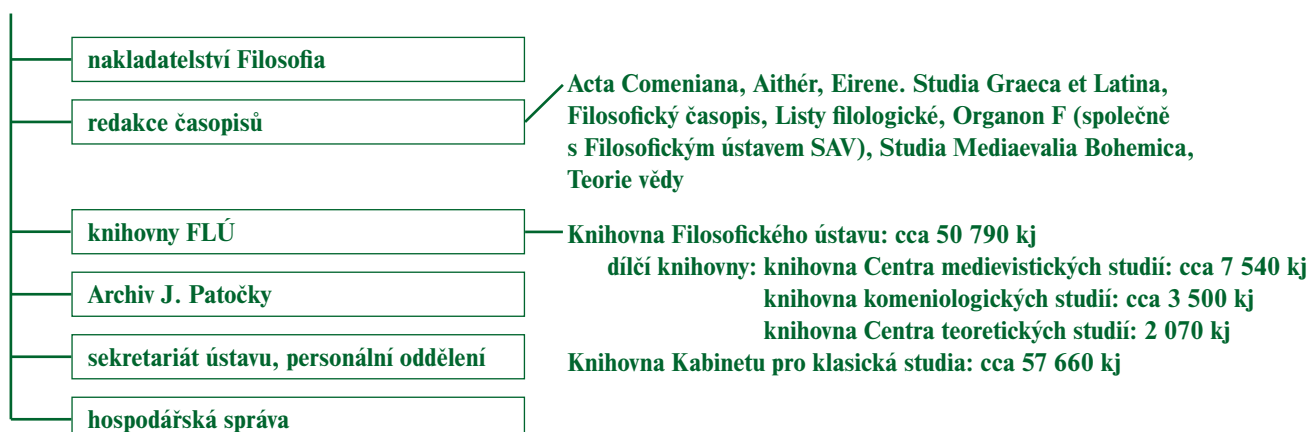 nakladatelství Filosofia
redakce časopisů
Acta Comeniana, Aithér, Eirene. Studia Graeca et Latina,
Filosofický časopis, Listy filologické, Organon F (společně
s Filosofickým ústavem SAV), Studia Mediaevalia Bohemica,
Teorie vědy
knihovny FLÚ
Knihovna Filosofického ústavu: cca 50 790 kj
dílčí knihovny: knihovna Centra medievistických studií: cca 7 540 kj
knihovna komeniologických studií: cca 3 500 kj
knihovna Centra teoretických studií: 2 070 kj
Knihovna Kabinetu pro klasická studia: cca 57 660 kj
Archiv J. Patočky
sekretariát ústavu, personální oddělení
hospodářská správa